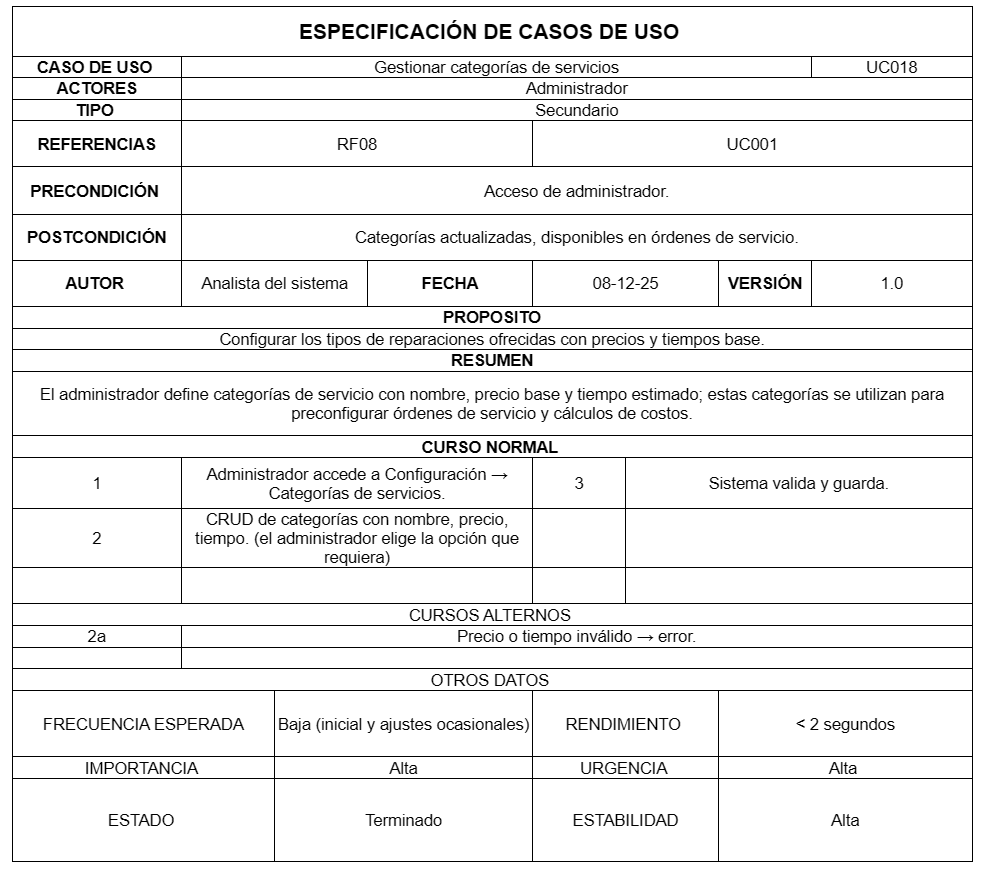 ESPECIFICACIÓN DE CASOS DE USO
CASO DE USO Gestionar categorías de servicios UC018
ACTORES Administrador
TIPO Secundario
REFERENCIAS RF08 UC001
PRECONDICIÓN Acceso de administrador.
POSTCONDICIÓN Categorías actualizadas, disponibles en órdenes de servicio.
AUTOR Analista del sistema FECHA 08-12-25 VERSIÓN 1.0
PROPOSITO
Configurar los tipos de reparaciones ofrecidas con precios y tiempos base.
RESUMEN
El administrador define categorías de servicio con nombre, precio base y tiempo estimado; estas categorías se utilizan para
preconfigurar órdenes de servicio y cálculos de costos.
CURSO NORMAL
1 Administrador accede a Configuración →
Categorías de servicios.
3 Sistema valida y guarda.
2 CRUD de categorías con nombre, precio,
tiempo. (el administrador elige la opción que
requiera)
CURSOS ALTERNOS
2a Precio o tiempo inválido → error.
OTROS DATOS
FRECUENCIA ESPERADA Baja (inicial y ajustes ocasionales) RENDIMIENTO < 2 segundos
IMPORTANCIA Alta URGENCIA Alta
ESTADO Terminado ESTABILIDAD Alta